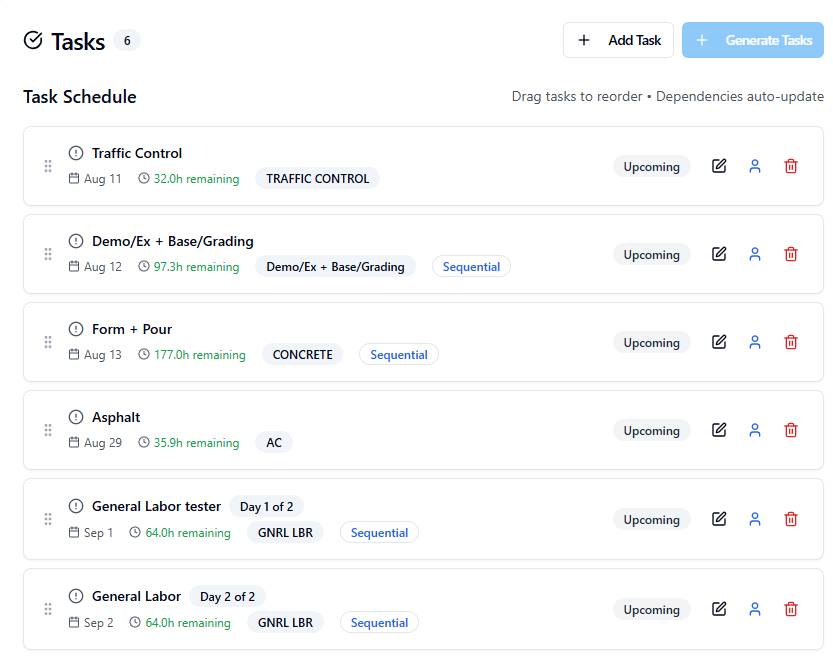 Tasks 6
+ Add Task
+ Generate Tasks
Task Schedule
Drag tasks to reorder • Dependencies auto-update
Traffic Control
Aug 11 32.0h remaining TRAFFIC CONTROL
Upcoming
Demo/Ex + Base/Grading
Aug 12 97.3h remaining Demo/Ex + Base/Grading Sequential
Upcoming
Form + Pour
Aug 13 177.0h remaining CONCRETE Sequential
Upcoming
Asphalt
Aug 29 35.9h remaining AC
Upcoming
General Labor tester Day 1 of 2
Sep 1 64.0h remaining GNRL LBR Sequential
Upcoming
General Labor Day 2 of 2
Sep 2 64.0h remaining GNRL LBR Sequential
Upcoming